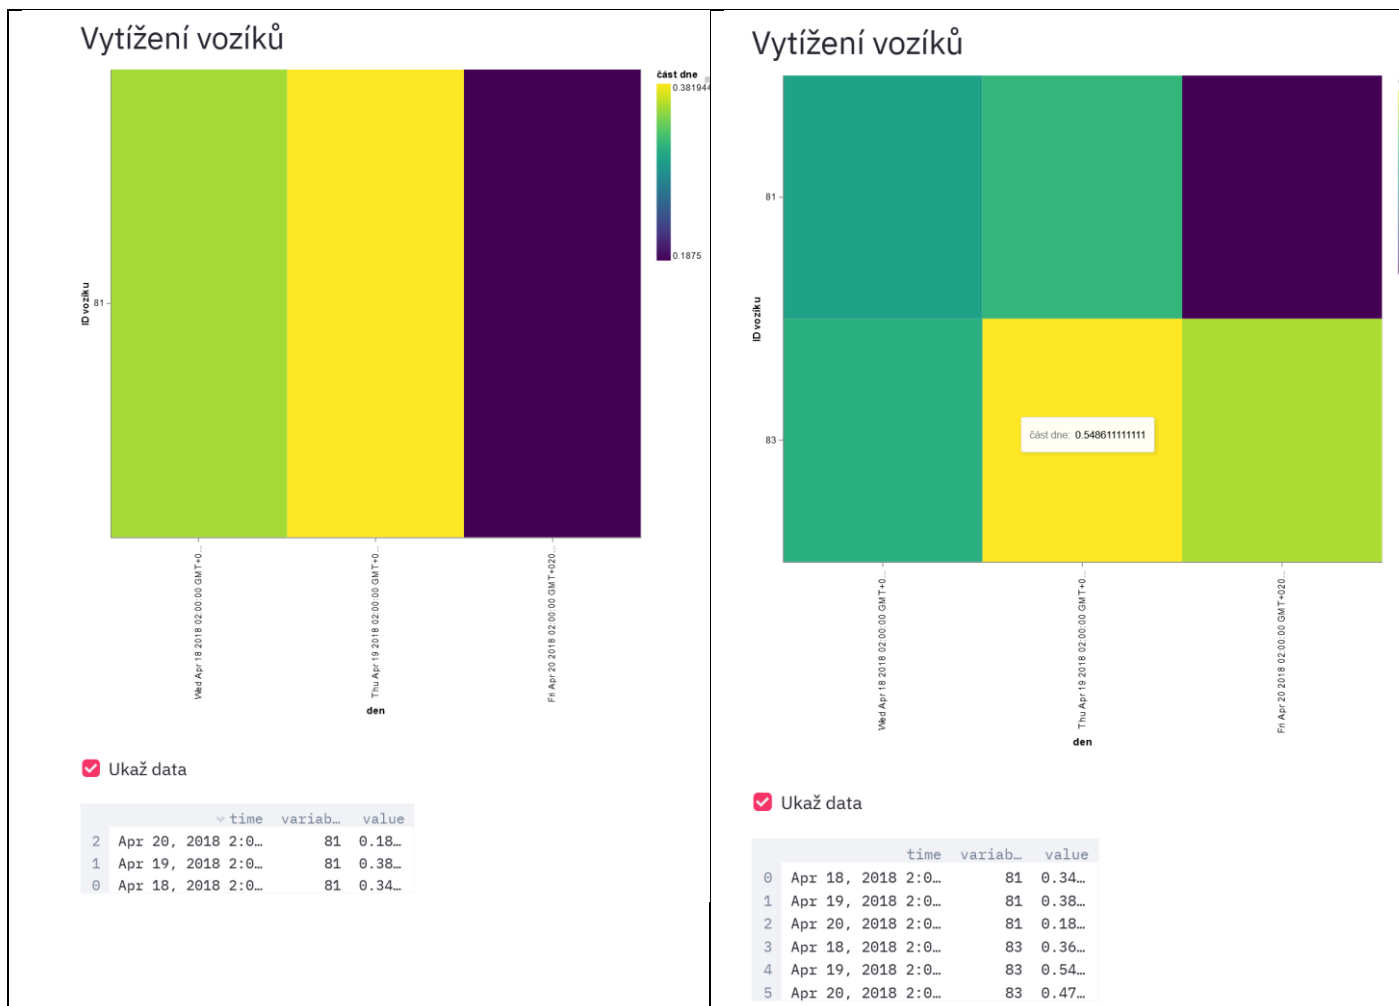 Vytížení vozíků
část dne
0.381944
0.1875
ID vozíku
81
Wed Apr 18 2018 02:00:00 GMT+0...
Thu Apr 19 2018 02:00:00 GMT+0...
Fri Apr 20 2018 02:00:00 GMT+020...
den
Ukaž data
time variab… value
2 Apr 20, 2018 2:0… 81 0.18…
1 Apr 19, 2018 2:0… 81 0.38…
0 Apr 18, 2018 2:0… 81 0.34…
Vytížení vozíků
ID vozíku
81
83
část dne: 0.548611111111
Wed Apr 18 2018 02:00:00 GMT+0...
Thu Apr 19 2018 02:00:00 GMT+0...
Fri Apr 20 2018 02:00:00 GMT+020...
den
Ukaž data
time variab… value
0 Apr 18, 2018 2:0… 81 0.34…
1 Apr 19, 2018 2:0… 81 0.38…
2 Apr 20, 2018 2:0… 81 0.18…
3 Apr 18, 2018 2:0… 83 0.36…
4 Apr 19, 2018 2:0… 83 0.54…
5 Apr 20, 2018 2:0… 83 0.47…